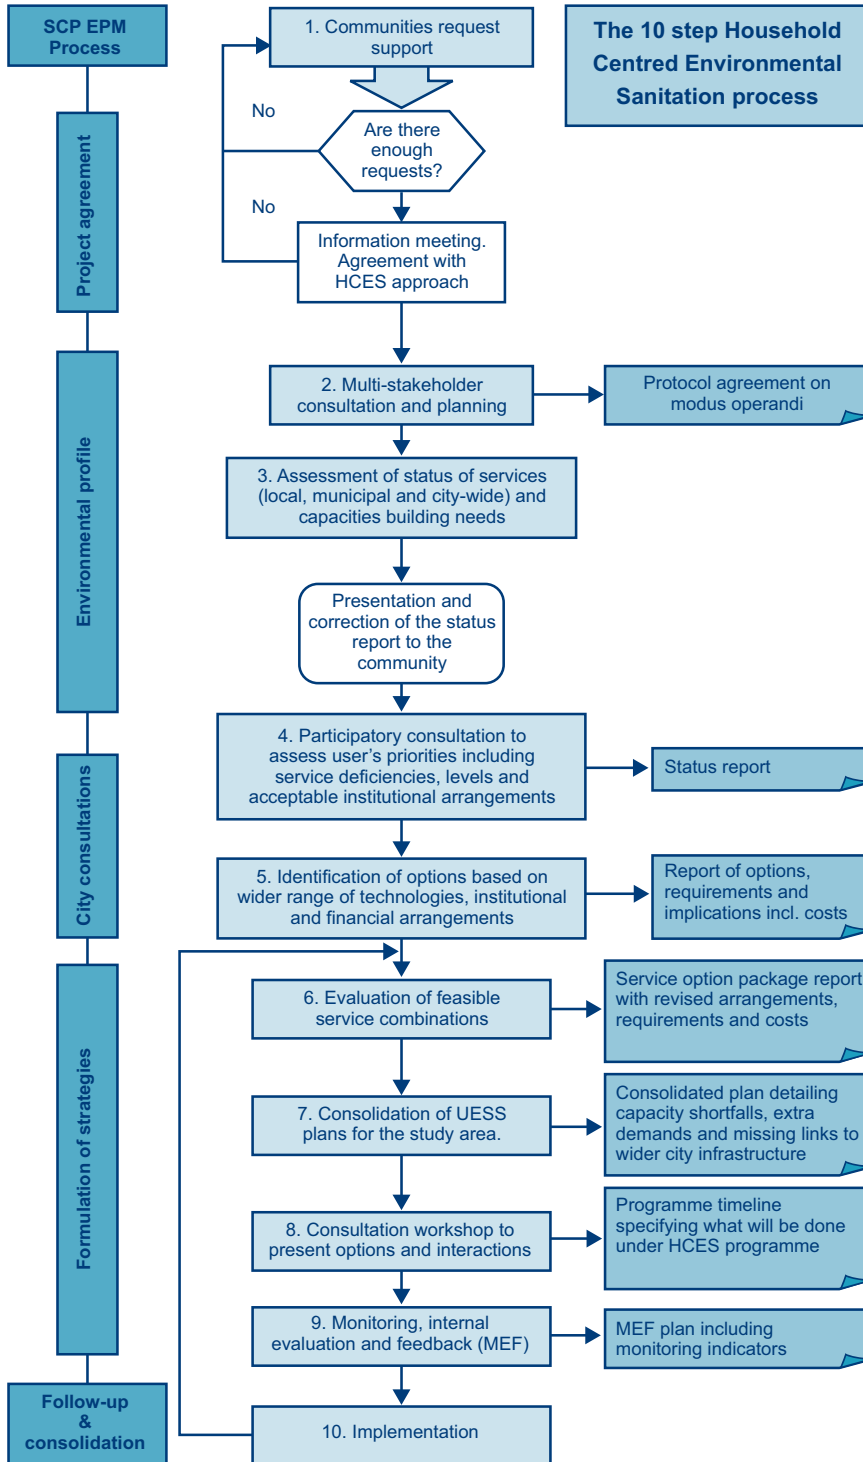 SCP EPM
Process
1. Communities request
support
The 10 step Household
Centred Environmental
Sanitation process
No
Are there
enough
requests?
No
Information meeting.
Agreement with
HCES approach
Project agreement
2. Multi-stakeholder
consultation and planning
Protocol agreement on
modus operandi
3. Assessment of status of services
(local, municipal and city-wide) and
capacities building needs
Environmental profile
Presentation and
correction of the status
report to the
community
4. Participatory consultation to
assess user's priorities including
service deficiencies, levels and
acceptable institutional arrangements
Status report
City consultations
5. Identification of options based on
wider range of technologies, institutional
and financial arrangements
Report of options,
requirements and
implications incl. costs
6. Evaluation of feasible
service combinations
Service option package report
with revised arrangements,
requirements and costs
Formulation of strategies
7. Consolidation of UESS
plans for the study area.
Consolidated plan detailing
capacity shortfalls, extra
demands and missing links to
wider city infrastructure
8. Consultation workshop to
present options and interactions
Programme timeline
specifying what will be done
under HCES programme
9. Monitoring, internal
evaluation and feedback (MEF)
MEF plan including
monitoring indicators
Follow-up
&
consolidation
10. Implementation